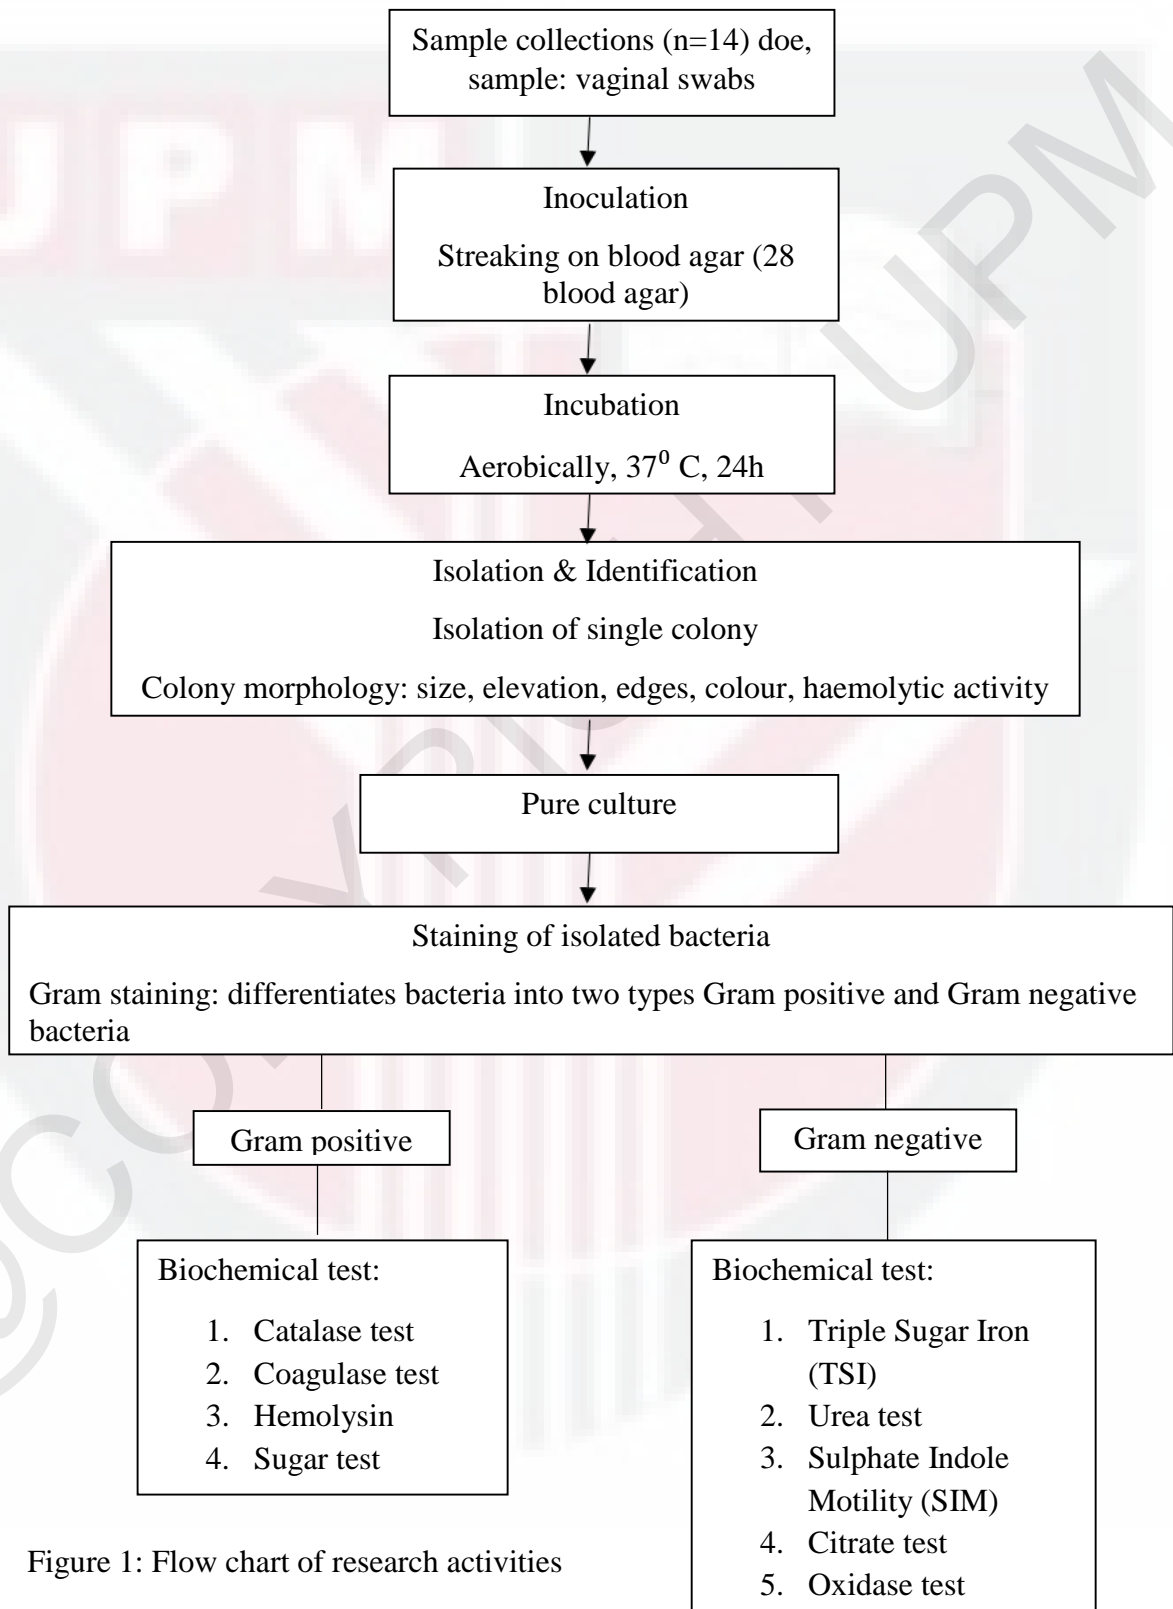 Sample collections (n=14) doe,
sample: vaginal swabs
Inoculation
Streaking on blood agar (28
blood agar)
Incubation
Aerobically, 37⁰ C, 24h
Isolation & Identification
Isolation of single colony
Colony morphology: size, elevation, edges, colour, haemolytic activity
Pure culture
Staining of isolated bacteria
Gram staining: differentiates bacteria into two types Gram positive and Gram negative
bacteria
Gram positive
Gram negative
Biochemical test:
1. Catalase test
2. Coagulase test
3. Hemolysin
4. Sugar test
Biochemical test:
1. Triple Sugar Iron
(TSI)
2. Urea test
3. Sulphate Indole
Motility (SIM)
4. Citrate test
5. Oxidase test
Figure 1: Flow chart of research activities
UPM
@COPYRIGHT UPM